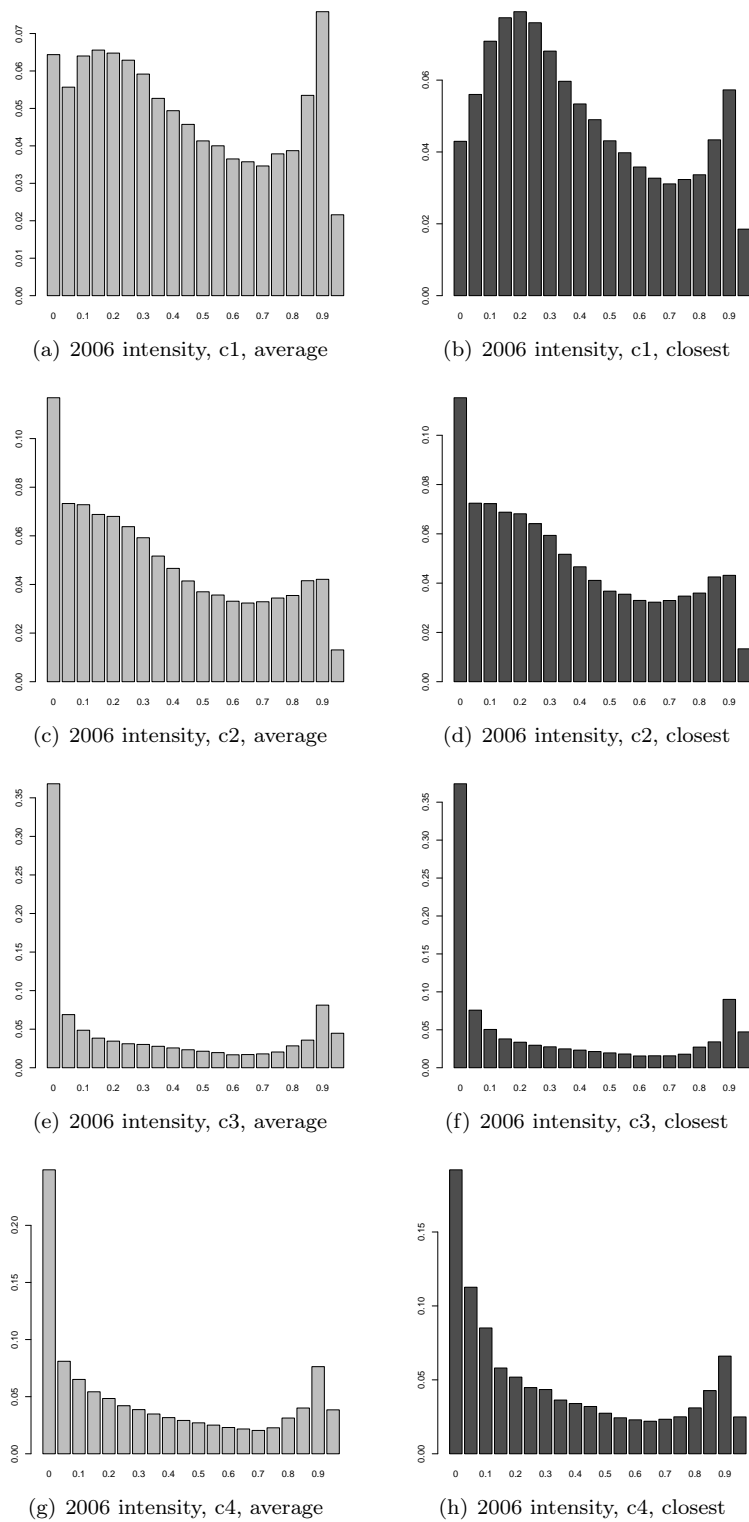 0.00 0.01 0.02 0.03 0.04 0.05 0.06 0.07
0 0.1 0.2 0.3 0.4 0.5 0.6 0.7 0.8 0.9
(a) 2006 intensity, c1, average
0.00 0.02 0.04 0.06
0 0.1 0.2 0.3 0.4 0.5 0.6 0.7 0.8 0.9
(b) 2006 intensity, c1, closest
0.00 0.02 0.04 0.06 0.08 0.10
0 0.1 0.2 0.3 0.4 0.5 0.6 0.7 0.8 0.9
(c) 2006 intensity, c2, average
0.00 0.02 0.04 0.06 0.08 0.10
0 0.1 0.2 0.3 0.4 0.5 0.6 0.7 0.8 0.9
(d) 2006 intensity, c2, closest
0.00 0.05 0.10 0.15 0.20 0.25 0.30 0.35
0 0.1 0.2 0.3 0.4 0.5 0.6 0.7 0.8 0.9
(e) 2006 intensity, c3, average
0.00 0.05 0.10 0.15 0.20 0.25 0.30 0.35
0 0.1 0.2 0.3 0.4 0.5 0.6 0.7 0.8 0.9
(f) 2006 intensity, c3, closest
0.00 0.05 0.10 0.15 0.20
0 0.1 0.2 0.3 0.4 0.5 0.6 0.7 0.8 0.9
(g) 2006 intensity, c4, average
0.00 0.05 0.10 0.15
0 0.1 0.2 0.3 0.4 0.5 0.6 0.7 0.8 0.9
(h) 2006 intensity, c4, closest